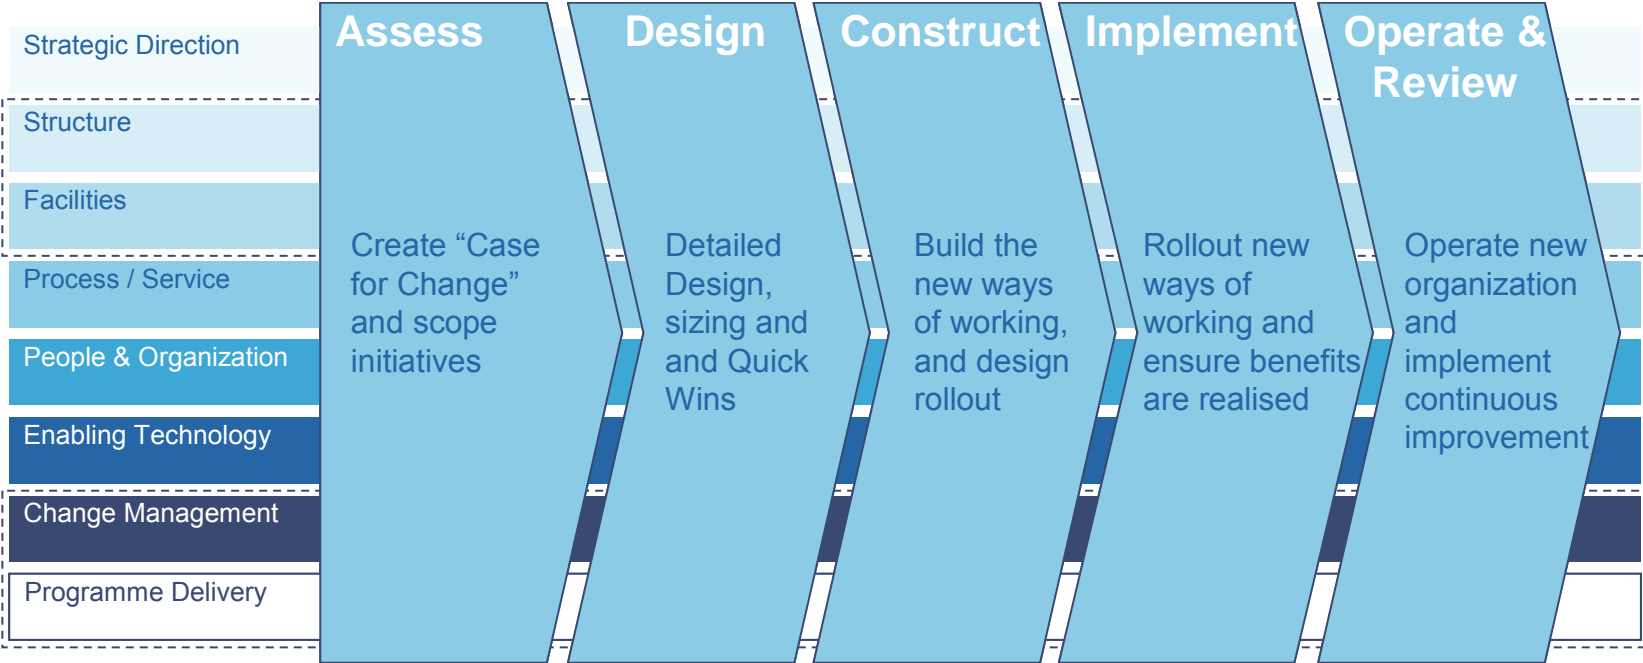 Assess
Design
Construct
Implement
Operate &
Review
Strategic Direction
Structure
Facilities
Process / Service
People & Organization
Enabling Technology
Change Management
Programme Delivery
Create “Case
for Change”
and scope
initiatives
Detailed
Design,
sizing and
and Quick
Wins
Build the
new ways
of working,
and design
rollout
Rollout new
ways of
working and
ensure benefits
are realised
Operate new
organization
and
implement
continuous
improvement